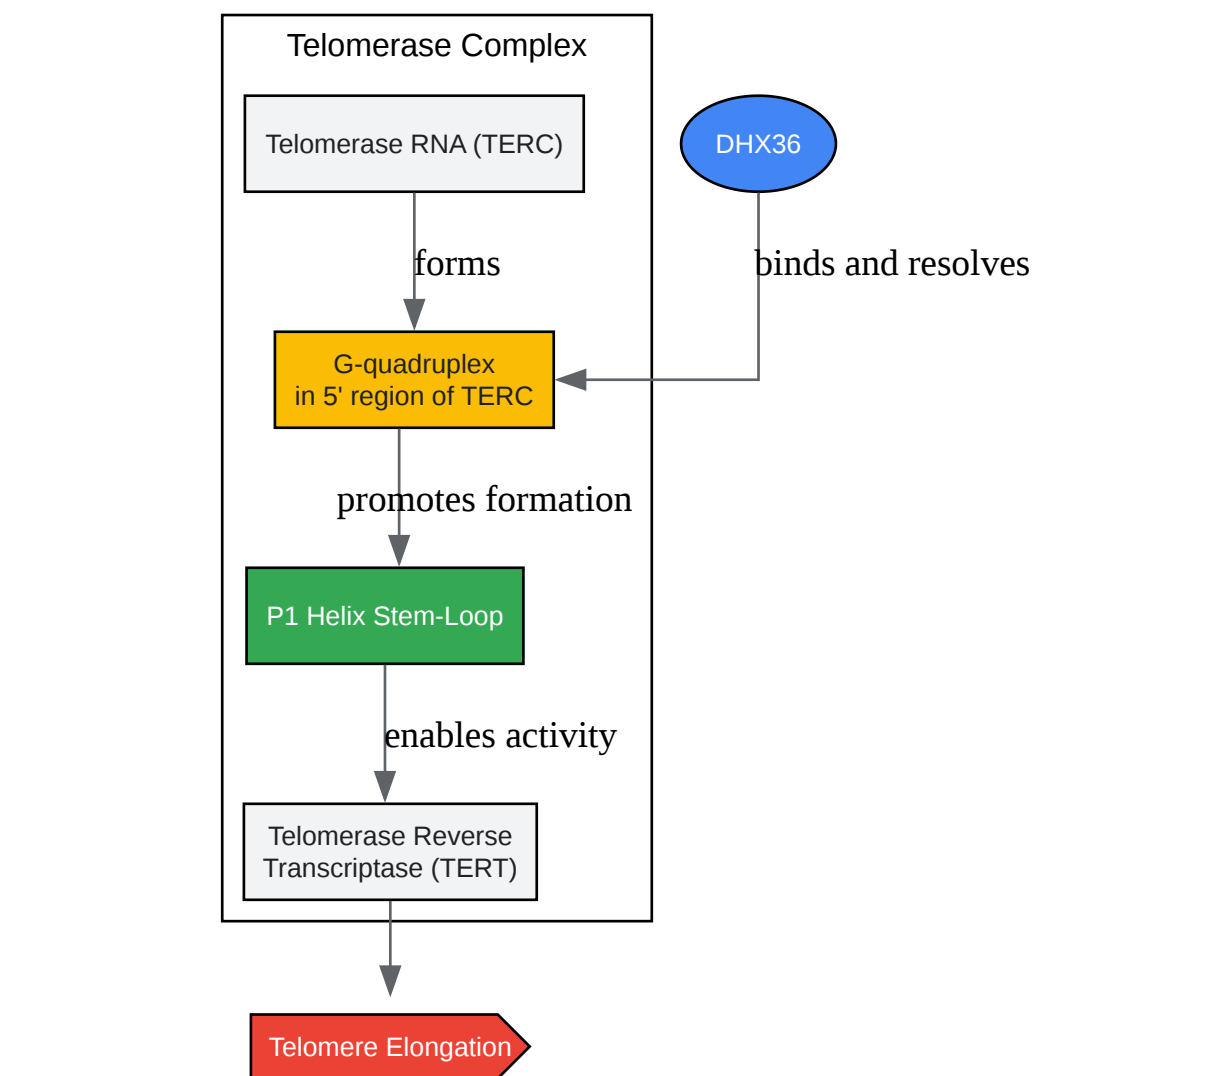 Telomerase Complex
Telomerase RNA (TERC)
DHX36
forms
binds and resolves
G-quadruplex
in 5' region of TERC
promotes formation
P1 Helix Stem-Loop
enables activity
Telomerase Reverse
Transcriptase (TERT)
Telomere Elongation